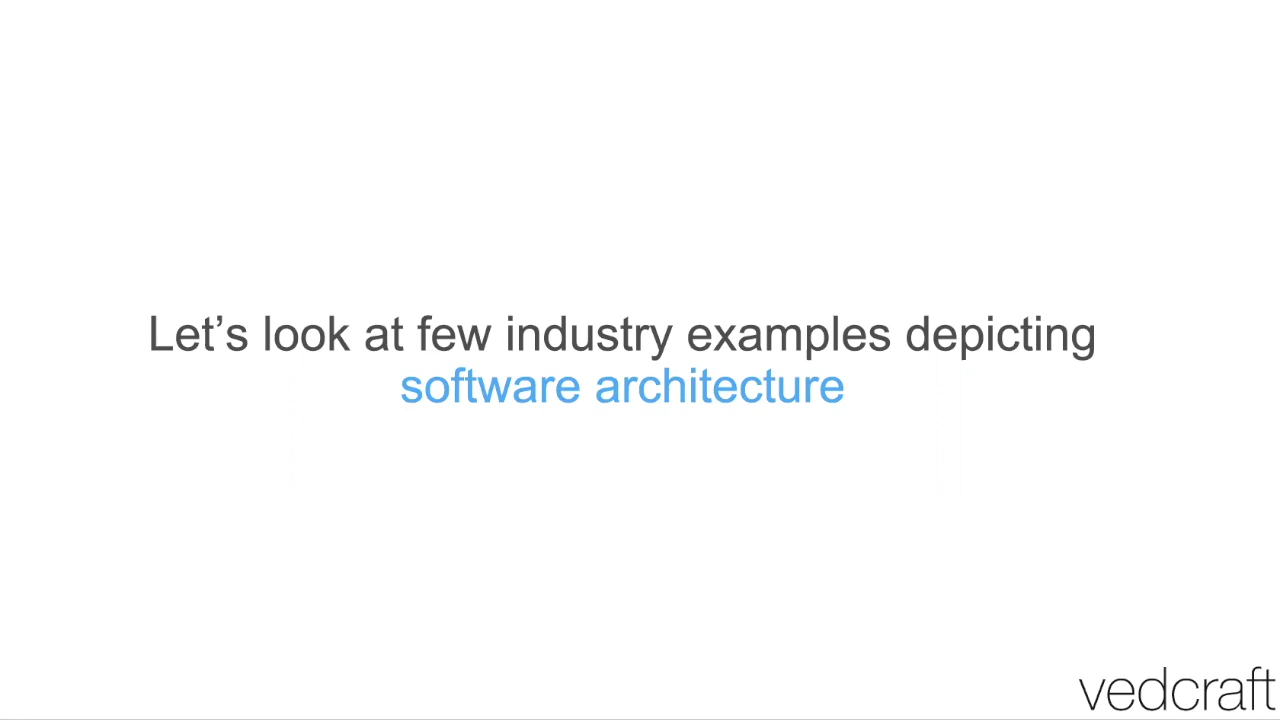 Let’s look at few industry examples depicting
software architecture
vedcraft